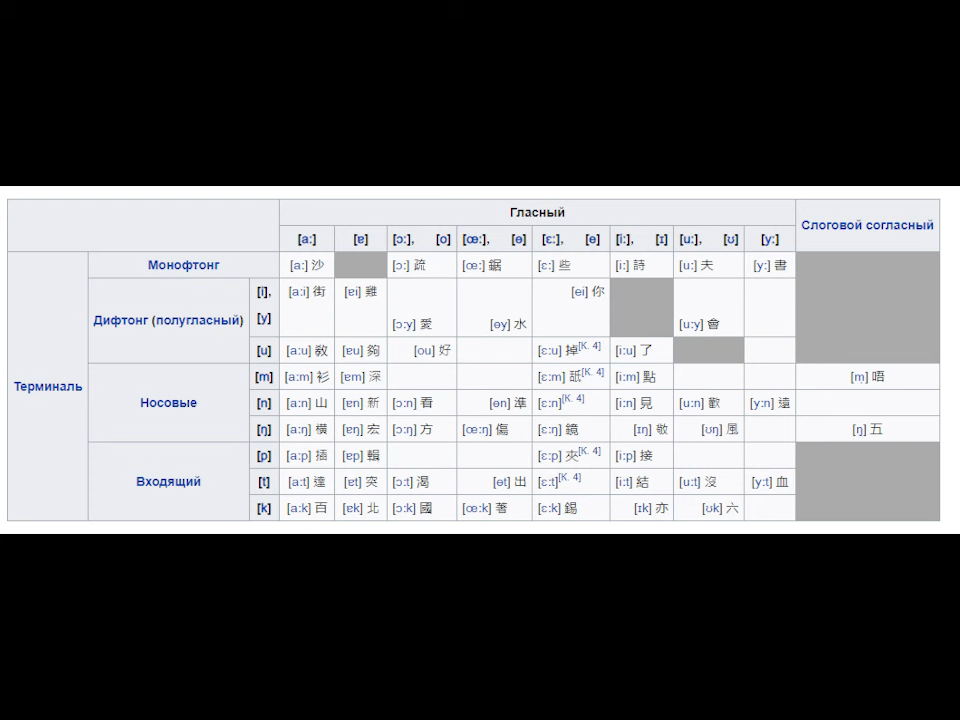 Гласный
Слоговой согласный
[aː] [ɐ] [ɔː], [o] [œː], [ɵ] [ɛː], [e] [iː], [ɪ] [uː], [ʊ] [yː]
Терминаль
Монофтонг [aː] 沙 [ɔː] 疏 [œː] 鋸 [ɛː] 些 [iː] 詩 [uː] 夫 [yː] 書
Дифтонг (полугласный)
[i], [aːi] 街 [ɐi] 雞 [ei] 你
[y] [ɔːy] 愛 [ɵy] 水 [uːy] 會
[u] [aːu] 教 [ɐu] 夠 [ou] 好 [ɛːu] 掉[К. 4] [iːu] 了
Носовые
[m] [aːm] 衫 [ɐm] 深 [ɛːm] 舐[К. 4] [iːm] 點 [m] 唔
[n] [aːn] 山 [ɐn] 新 [ɔːn] 看 [ɵn] 準 [ɛːn][К. 4] [iːn] 見 [uːn] 歡 [yːn] 遠
[ŋ] [aːŋ] 橫 [ɐŋ] 宏 [ɔːŋ] 方 [œːŋ] 傷 [ɛːŋ] 鏡 [ɪŋ] 敬 [ʊŋ] 風 [ŋ] 五
Входящий
[p] [aːp] 插 [ɐp] 輯 [ɛːp] 夾[К. 4] [iːp] 接
[t] [aːt] 達 [ɐt] 突 [ɔːt] 渴 [ɵt] 出 [ɛːt][К. 4] [iːt] 結 [uːt] 沒 [yːt] 血
[k] [aːk] 百 [ɐk] 北 [ɔːk] 國 [œːk] 著 [ɛːk] 錫 [ɪk] 亦 [ʊk] 六